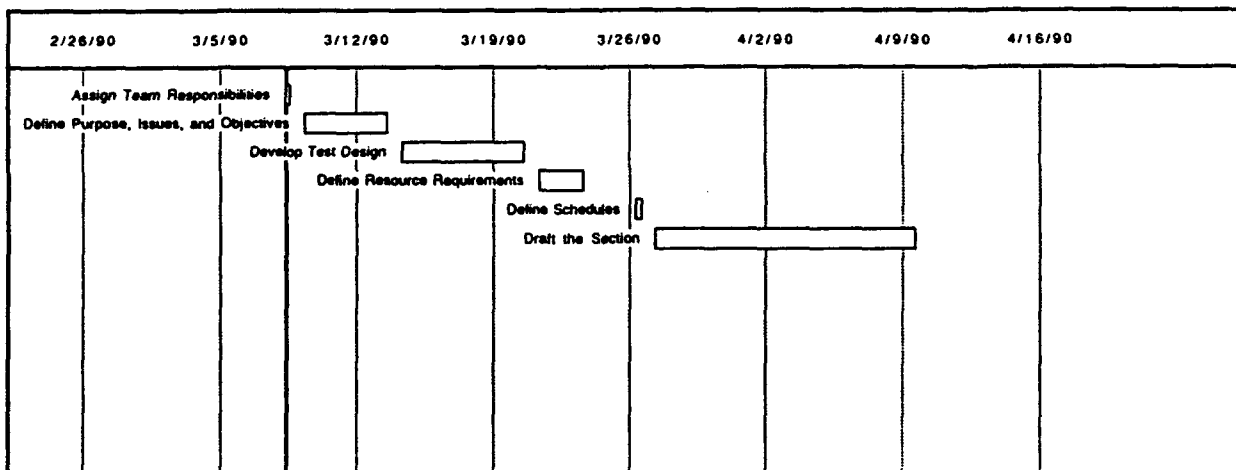 2/26/90 3/5/90 3/12/90 3/19/90 3/26/90 4/2/90 4/9/90 4/16/90
Assign Team Responsibilities
Define Purpose, Issues, and Objectives
Develop Test Design
Define Resource Requirements
Define Schedules
Draft the Section